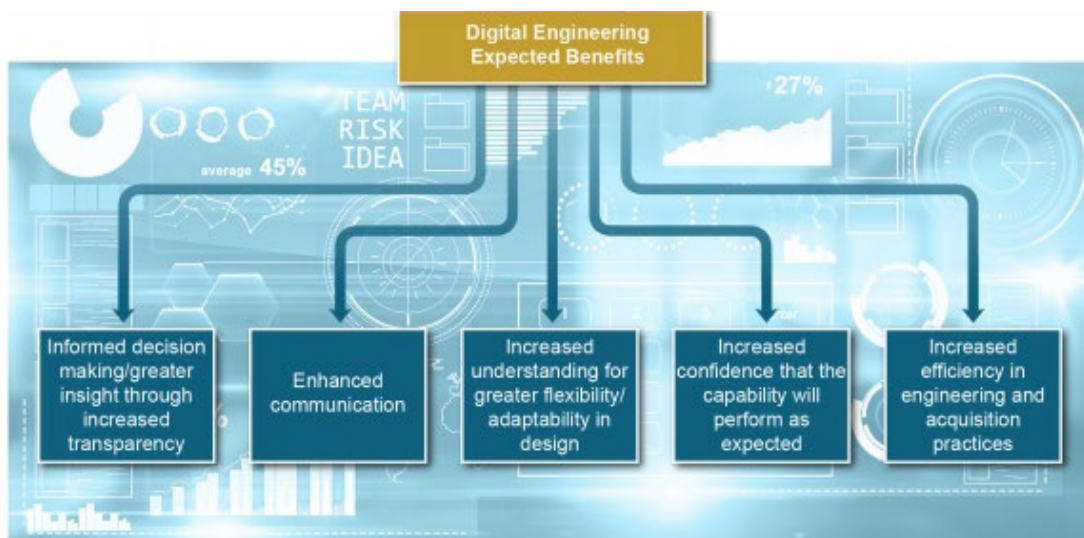 Digital Engineering
Expected Benefits
TEAM
RISK
IDEA
average 45%
27%
Informed decision
making/greater
insight through
increased
transparency
Enhanced
communication
Increased
understanding for
greater flexibility/
adaptability in
design
Increased
confidence that the
capability will
perform as
expected
Increased
efficiency in
engineering and
acquisition
practices